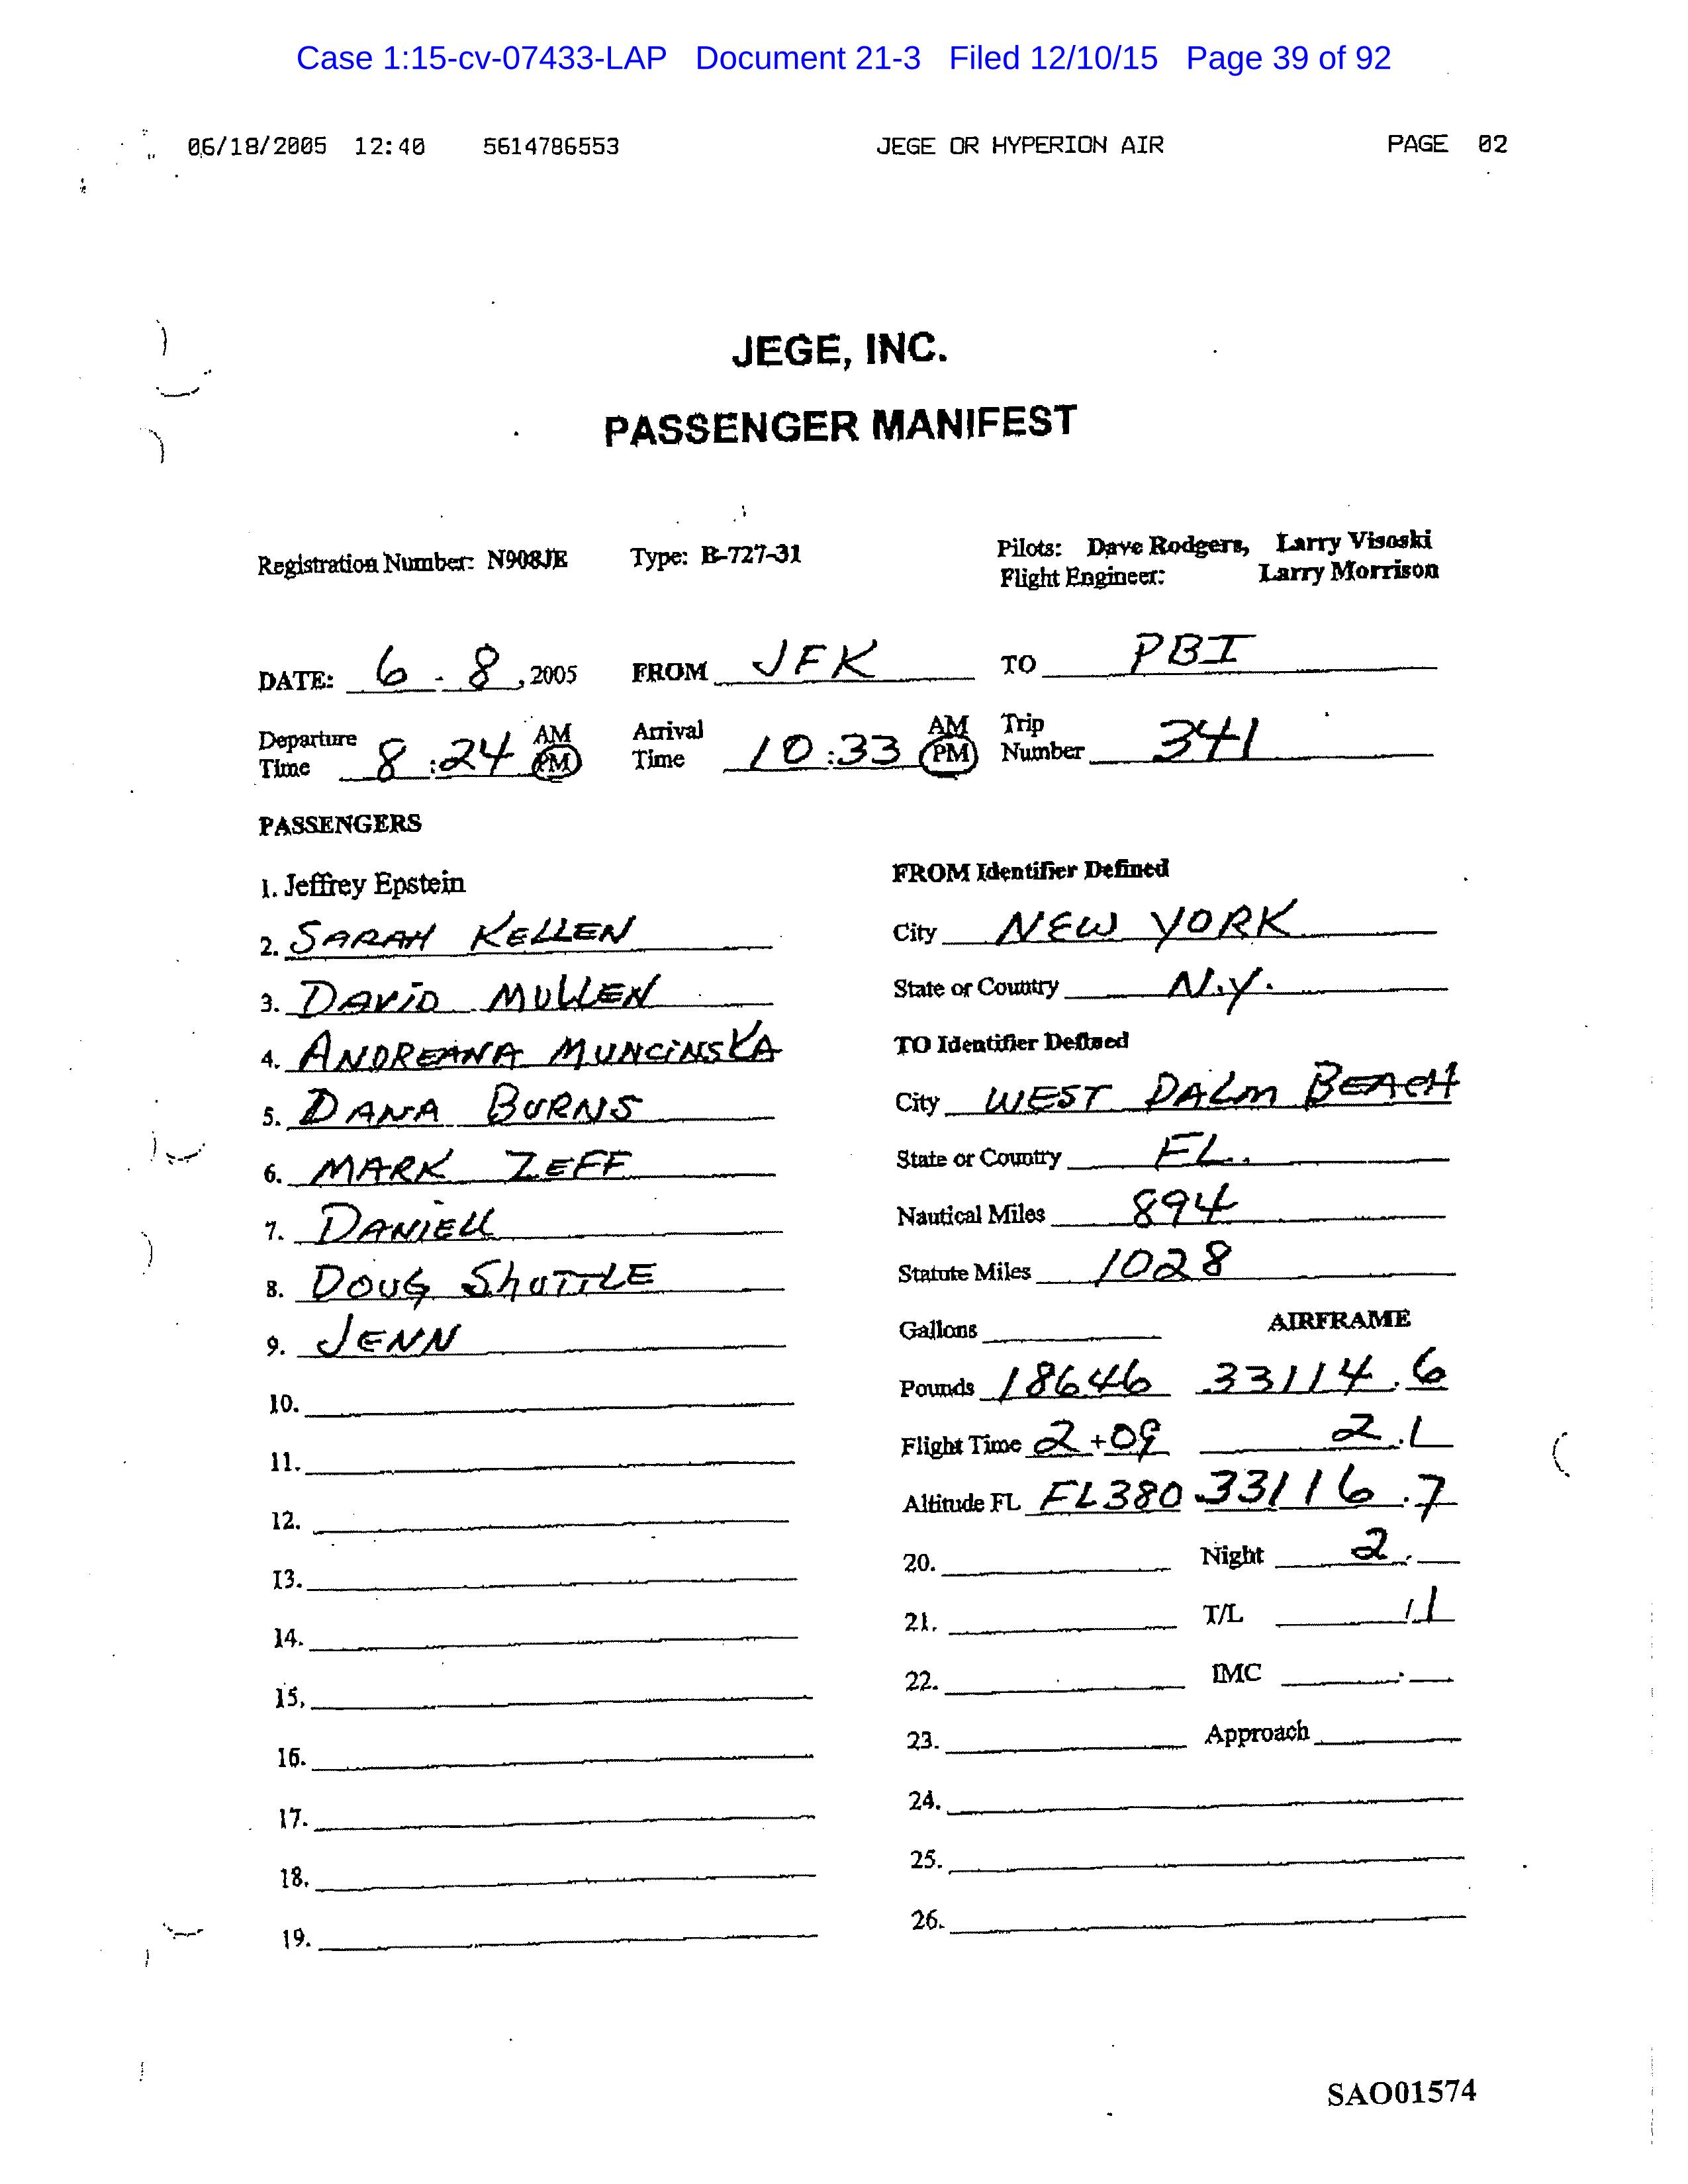 Case 1:15-cv-07433-LAP Document 21-3 Filed 12/10/15 Page 39 of 92
06/18/2005 12:40 5614786553 JEGE OR HYPERION AIR PAGE 02
JEGE, INC.
PASSENGER MANIFEST
Registration Number: N908JE Type: B-727-31 Pilots: Dave Rodgers, Larry Visoski
Flight Engineer: Larry Morrison
DATE: 6 - 8, 2005 FROM JFK TO PBI
Departure Time 8:24 AM PM Arrival Time 10:33 AM PM Trip Number 341
PASSENGERS
1. Jeffrey Epstein
2. SARAH KELLEN
3. DAVID MULLEN
4. ANDREANA MUNCINSKA
5. DANA BURNS
6. MARK ZEFF
7. DANIELL
8. DOUG ShUTTLE
9. JENN
10.
11.
12.
13.
14.
15.
16.
17.
18.
19.
FROM Identifier Defined
City NEW YORK
State or Country N.Y.
TO Identifier Defined
City WEST PALM BEACH
State or Country FL.
Nautical Miles 894
Statute Miles 1028
Gallons AIRFRAME
Pounds 18646 33114.6
Flight Time 2+09 2.1
Altitude FL FL380 33116.7
20. Night 2.
21. T/L 1/1
22. IMC
23. Approach
24.
25.
26.
SAO01574